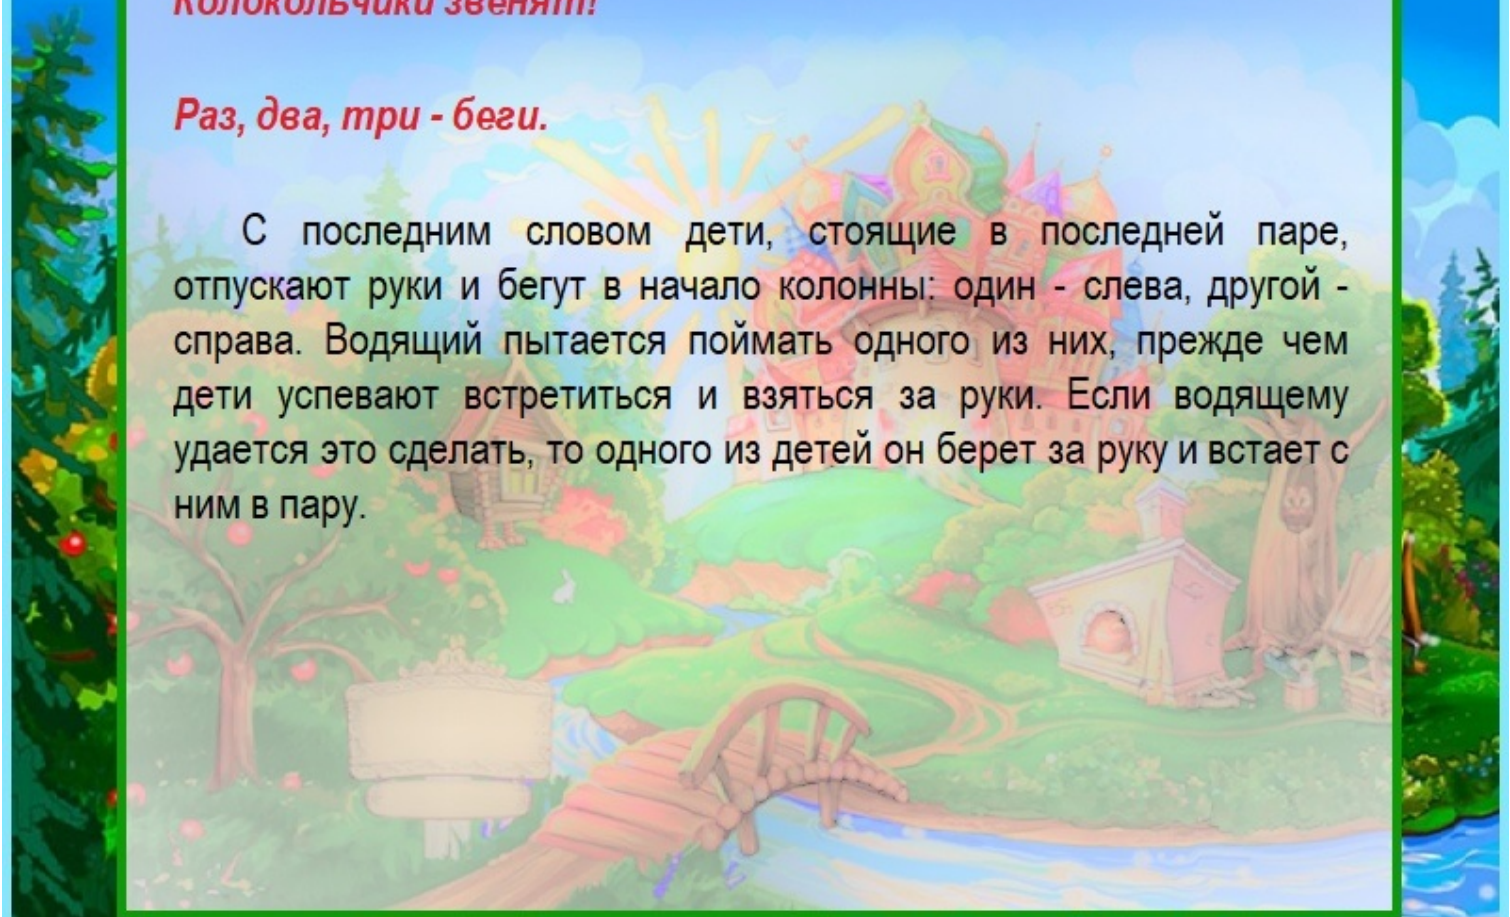 Колокольчики звенят!
Раз, два, три - беги.
С последним словом дети, стоящие в последней паре,
отпускают руки и бегут в начало колонны: один - слева, другой -
справа. Водящий пытается поймать одного из них, прежде чем
дети успевают встретиться и взяться за руки. Если водящему
удается это сделать, то одного из детей он берет за руку и встает с
ним в пару.